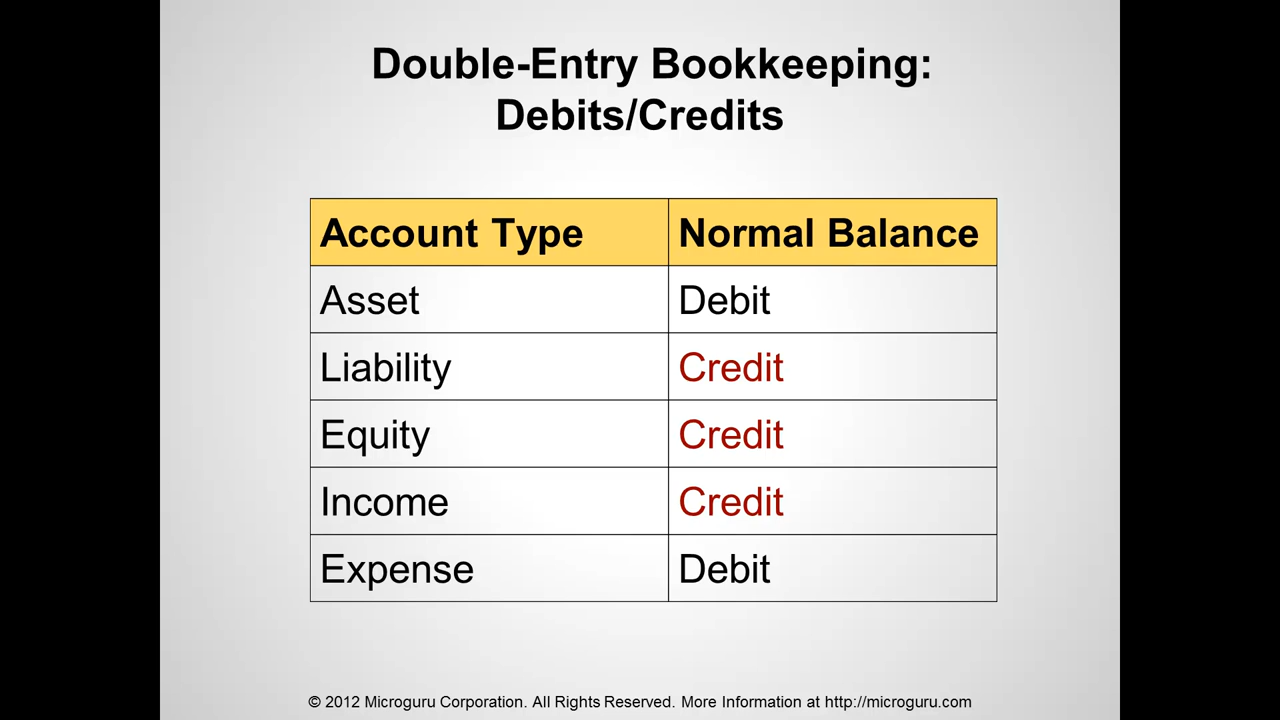 Double-Entry Bookkeeping:
Debits/Credits
Account Type Normal Balance
Asset Debit
Liability Credit
Equity Credit
Income Credit
Expense Debit
© 2012 Microguru Corporation. All Rights Reserved. More Information at http://microguru.com